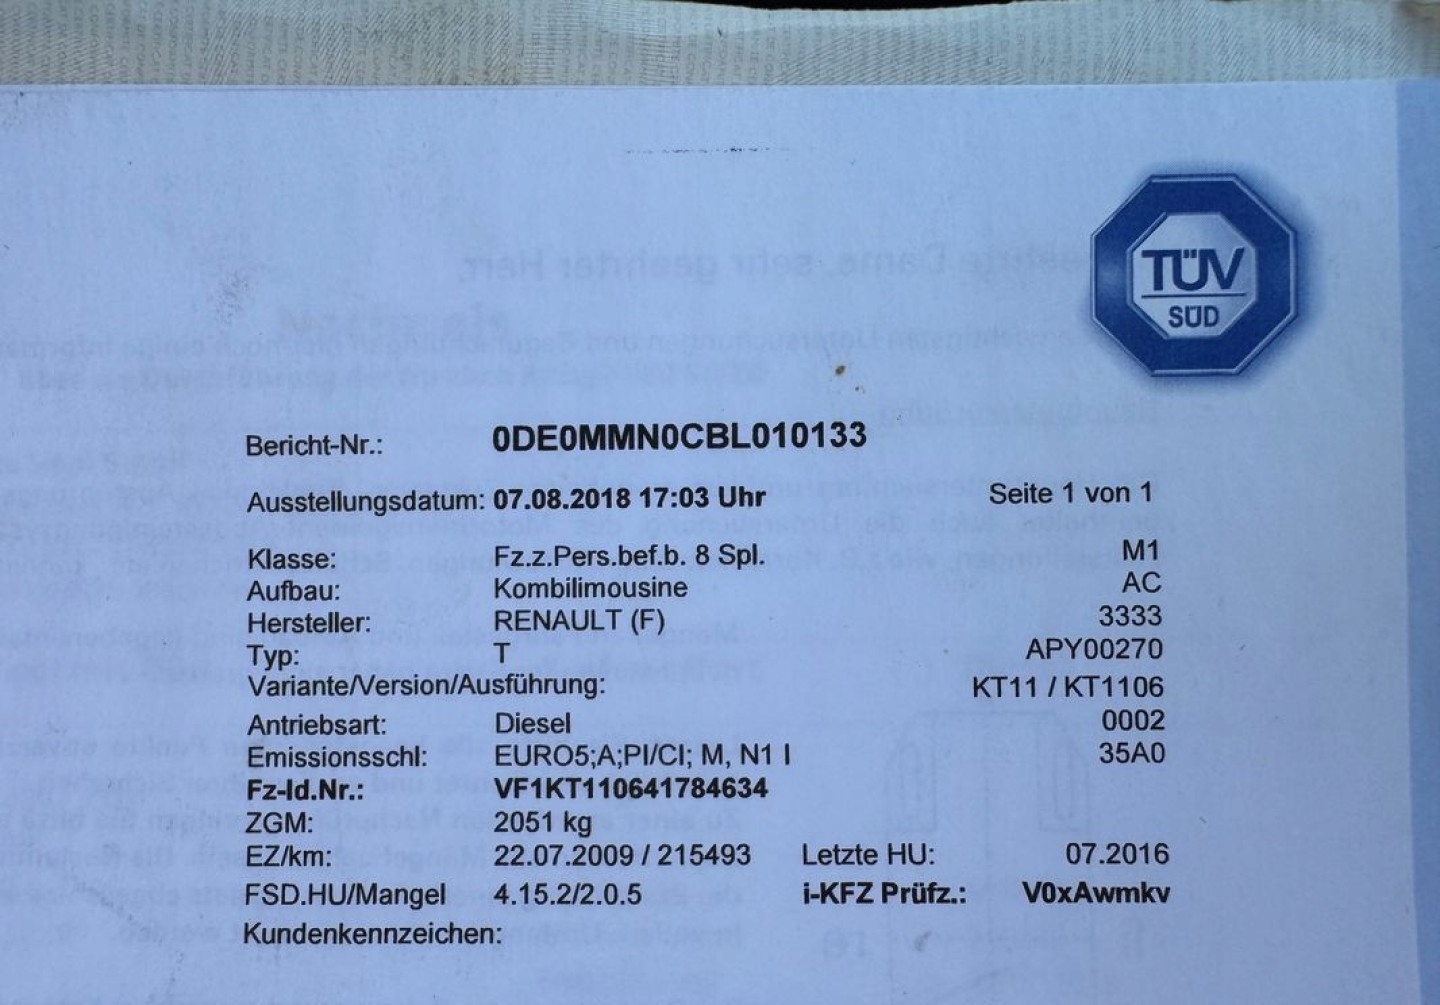 TÜV
SÜD
Bericht-Nr.: 0DE0MMN0CBL010133
Ausstellungsdatum: 07.08.2018 17:03 Uhr Seite 1 von 1
Klasse: Fz.z.Pers.bef.b. 8 Spl. M1
Aufbau: Kombilimousine AC
Hersteller: RENAULT (F) 3333
Typ: T APY00270
Variante/Version/Ausführung: KT11 / KT1106
Antriebsart: Diesel 0002
Emissionsschl: EURO5;A;PI/CI; M, N1 I 35A0
Fz-Id.Nr.: VF1KT110641784634
ZGM: 2051 kg
EZ/km: 22.07.2009 / 215493 Letzte HU: 07.2016
FSD.HU/Mangel 4.15.2/2.0.5 i-KFZ Prüfz.: V0xAwmkv
Kundenkennzeichen: